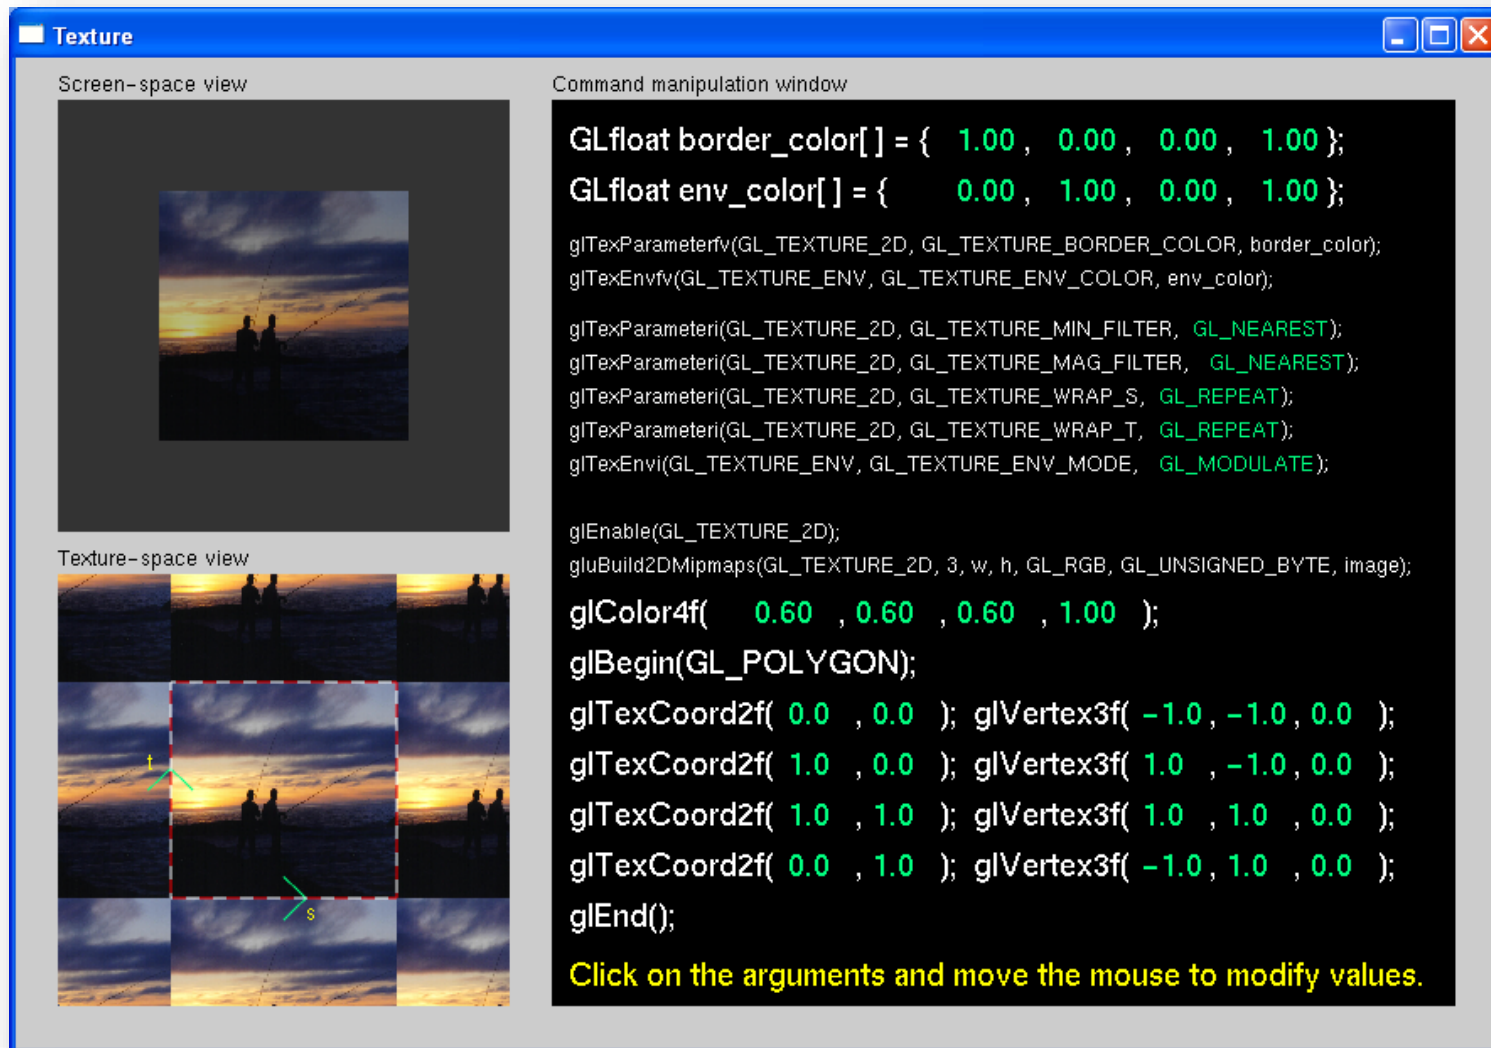 Texture
Screen-space view
Texture-space view
t
s
Command manipulation window
GLfloat border_color[ ] = { 1.00 , 0.00 , 0.00 , 1.00 };
GLfloat env_color[ ] = { 0.00 , 1.00 , 0.00 , 1.00 };
glTexParameterfv(GL_TEXTURE_2D, GL_TEXTURE_BORDER_COLOR, border_color);
glTexEnvfv(GL_TEXTURE_ENV, GL_TEXTURE_ENV_COLOR, env_color);
glTexParameteri(GL_TEXTURE_2D, GL_TEXTURE_MIN_FILTER, GL_NEAREST);
glTexParameteri(GL_TEXTURE_2D, GL_TEXTURE_MAG_FILTER, GL_NEAREST);
glTexParameteri(GL_TEXTURE_2D, GL_TEXTURE_WRAP_S, GL_REPEAT);
glTexParameteri(GL_TEXTURE_2D, GL_TEXTURE_WRAP_T, GL_REPEAT);
glTexEnvi(GL_TEXTURE_ENV, GL_TEXTURE_ENV_MODE, GL_MODULATE);
glEnable(GL_TEXTURE_2D);
gluBuild2DMipmaps(GL_TEXTURE_2D, 3, w, h, GL_RGB, GL_UNSIGNED_BYTE, image);
glColor4f( 0.60 , 0.60 , 0.60 , 1.00 );
glBegin(GL_POLYGON);
glTexCoord2f( 0.0 , 0.0 ); glVertex3f( -1.0 , -1.0 , 0.0 );
glTexCoord2f( 1.0 , 0.0 ); glVertex3f( 1.0 , -1.0 , 0.0 );
glTexCoord2f( 1.0 , 1.0 ); glVertex3f( 1.0 , 1.0 , 0.0 );
glTexCoord2f( 0.0 , 1.0 ); glVertex3f( -1.0 , 1.0 , 0.0 );
glEnd();
Click on the arguments and move the mouse to modify values.